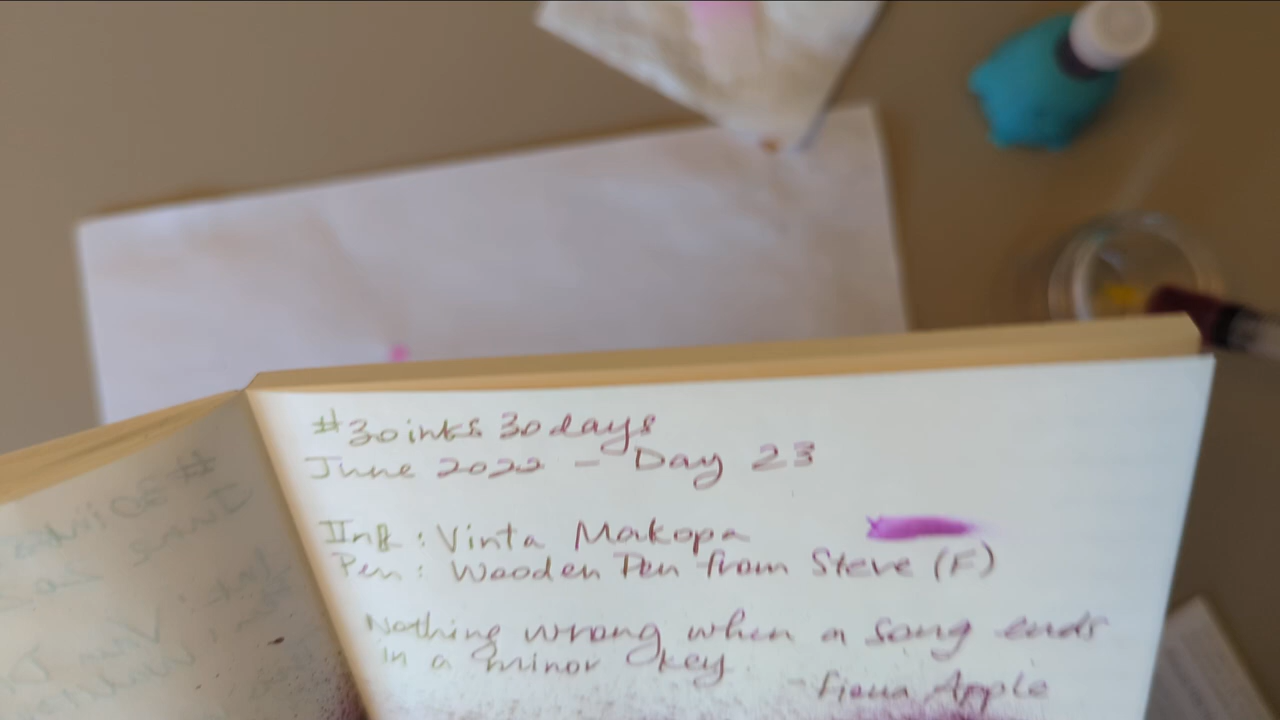 #30inks30days
June 2022 - Day 23
Ink: Vinta Makopa
Pen: Wooden Pen from Steve (F)
Nothing wrong when a song ends
in a minor key
- Fiona Apple